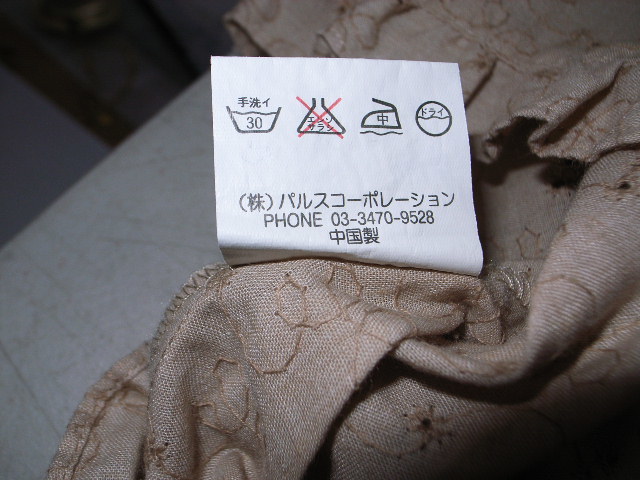 手洗イ
30
エンソ
サラシ
中
ドライ
(株)パルスコーポレーション
PHONE 03-3470-9528
中国製